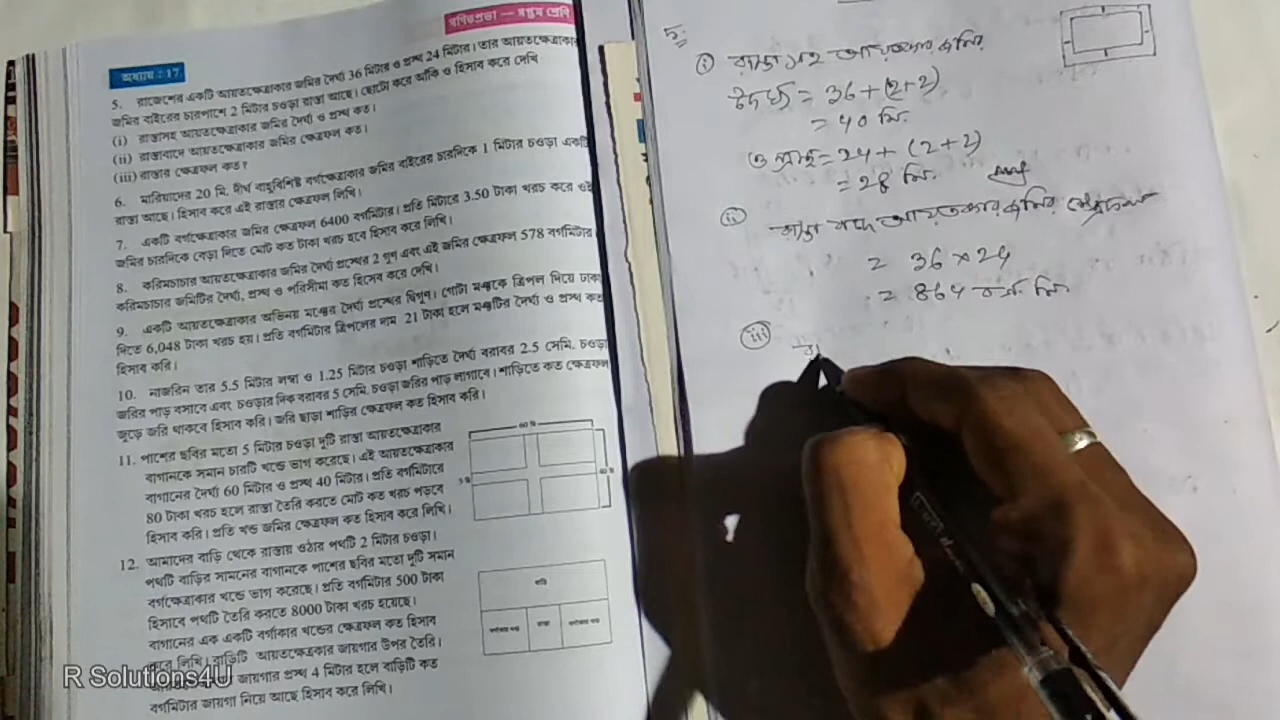 গণিতপ্রভা — সপ্তম শ্রেণি
অধ্যায় : 17
5. রাজেশের একটি আয়তক্ষেত্রাকার জমির দৈর্ঘ্য 36 মিটার ও প্রস্থ 24 মিটার। তার আয়তক্ষেত্রাকার
জমির বাইরের চারপাশে 2 মিটার চওড়া রাস্তা আছে। ছোটো করে আঁকি ও হিসাব করে দেখি
(i) রাস্তাসহ আয়তক্ষেত্রাকার জমির দৈর্ঘ্য ও প্রস্থ কত।
(ii) রাস্তাবাদে আয়তক্ষেত্রাকার জমির ক্ষেত্রফল কত।
(iii) রাস্তার ক্ষেত্রফল কত?
6. মারিয়াদের 20 মি. দীর্ঘ বাহুবিশিষ্ট বর্গক্ষেত্রাকার জমির বাইরের চারদিকে 1 মিটার চওড়া একটি
রাস্তা আছে। হিসাব করে এই রাস্তার ক্ষেত্রফল লিখি।
7. একটি বর্গক্ষেত্রাকার জমির ক্ষেত্রফল 6400 বর্গমিটার। প্রতি মিটারে 3.50 টাকা খরচ করে ওই
জমির চারদিকে বেড়া দিতে মোট কত টাকা খরচ হবে হিসাব করে লিখি।
8. করিমচাচার আয়তক্ষেত্রাকার জমির দৈর্ঘ্য প্রস্থের 2 গুণ এবং এই জমির ক্ষেত্রফল 578 বর্গমিটার
করিমচাচার জমিটির দৈর্ঘ্য, প্রস্থ ও পরিসীমা কত হিসেব করে দেখি।
9. একটি আয়তক্ষেত্রাকার অভিনয় মঞ্চের দৈর্ঘ্য প্রস্থের দ্বিগুণ। গোটা মঞ্চকে ত্রিপল দিয়ে ঢাকা
দিতে 6,048 টাকা খরচ হয়। প্রতি বর্গমিটার ত্রিপলের দাম 21 টাকা হলে মঞ্চটির দৈর্ঘ্য ও প্রস্থ কত
হিসাব করি।
10. নাজরিন তার 5.5 মিটার লম্বা ও 1.25 মিটার চওড়া শাড়িতে দৈর্ঘ্য বরাবর 2.5 সেমি. চওড়া
জরির পাড় বসাবে এবং চওড়ার দিক বরাবর 5 সেমি. চওড়া জরির পাড় লাগাবে। শাড়িতে কত ক্ষেত্রফল
জুড়ে জরি থাকবে হিসাব করি। জরি ছাড়া শাড়ির ক্ষেত্রফল কত হিসাব করি।
11. পাশের ছবির মতো 5 মিটার চওড়া দুটি রাস্তা আয়তক্ষেত্রাকার
বাগানকে সমান চারটি খণ্ডে ভাগ করেছে। এই আয়তক্ষেত্রাকার
বাগানের দৈর্ঘ্য 60 মিটার ও প্রস্থ 40 মিটার। প্রতি বর্গমিটারে
80 টাকা খরচ হলে রাস্তা তৈরি করতে মোট কত খরচ পড়বে
হিসাব করি। প্রতি খণ্ড জমির ক্ষেত্রফল কত হিসাব করে লিখি।
60 মি
12. আমাদের বাড়ি থেকে রাস্তায় ওঠার পথটি 2 মিটার চওড়া।
পথটি বাড়ির সামনের বাগানকে পাশের ছবির মতো দুটি সমান
বর্গক্ষেত্রাকার খণ্ডে ভাগ করেছে। প্রতি বর্গমিটার 500 টাকা
হিসাবে পথটি তৈরি করতে 8000 টাকা খরচ হয়েছে।
বাগানের এক একটি বর্গাকার খণ্ডের ক্ষেত্রফল কত হিসাব
করে লিখি। বাড়িটি আয়তক্ষেত্রাকার জায়গার উপর তৈরি।
জায়গার প্রস্থ 4 মিটার হলে বাড়িটি কত
বর্গমিটার জায়গা নিয়ে আছে হিসাব করে লিখি।
বাড়ি
রাস্তা
R Solutions4U
5.
(i) রাস্তা সহ আয়তাকার জমির
দৈর্ঘ্য = 36 + (2+2)
= 40 মি.
ও প্রস্থ = 24 + (2+2)
= 28 মি.
(ii) রাস্তা বাদে আয়তাকার জমির ক্ষেত্রফল
= 36 × 24
= 864 বর্গ মি.
(iii) রা